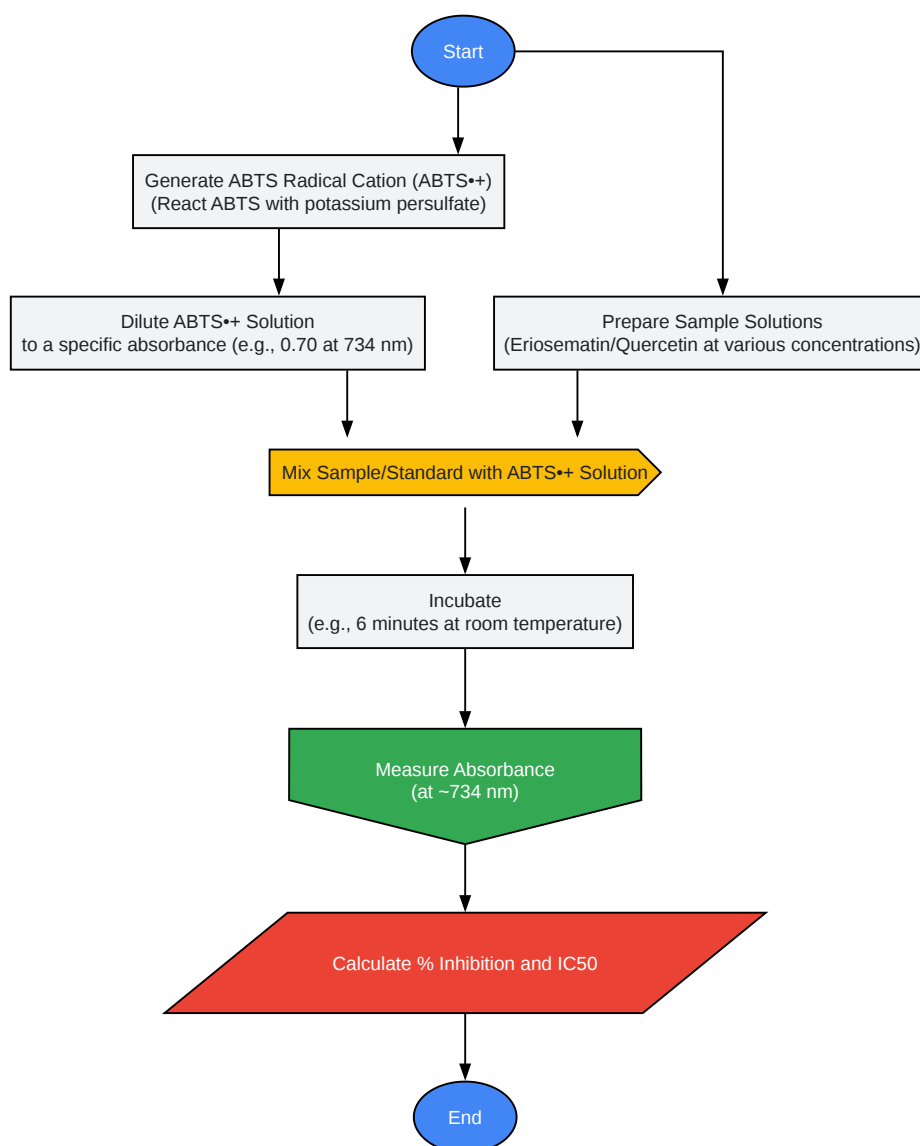 Start
Generate ABTS Radical Cation (ABTS•+)
(React ABTS with potassium persulfate)
Dilute ABTS•+ Solution
to a specific absorbance (e.g., 0.70 at 734 nm)
Prepare Sample Solutions
(Eriosematin/Quercetin at various concentrations)
Mix Sample/Standard with ABTS•+ Solution
Incubate
(e.g., 6 minutes at room temperature)
Measure Absorbance
(at ~734 nm)
Calculate % Inhibition and IC50
End